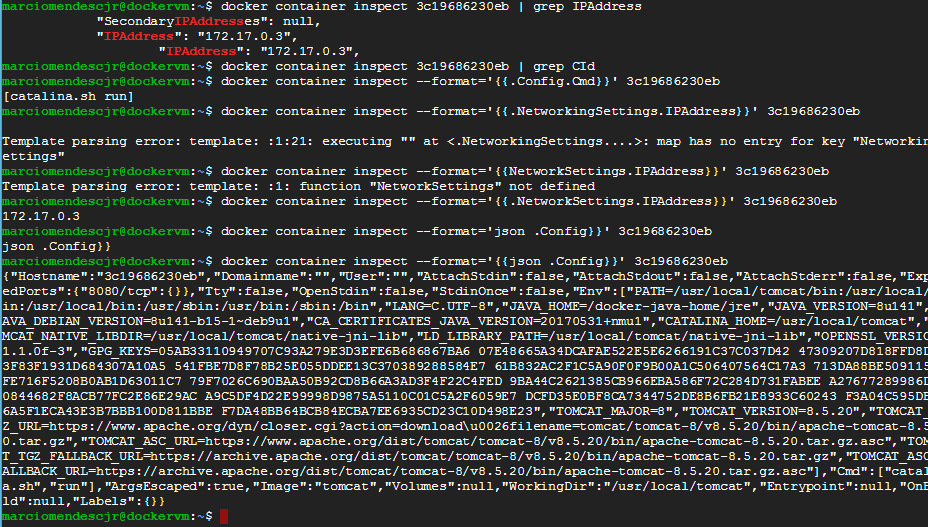 marciomendescjr@dockervm:~$ docker container inspect 3c19686230eb | grep IPAddress
"SecondaryIPAddresses": null,
"IPAddress": "172.17.0.3",
"IPAddress": "172.17.0.3",
marciomendescjr@dockervm:~$ docker container inspect 3c19686230eb | grep CId
marciomendescjr@dockervm:~$ docker container inspect --format='{{.Config.Cmd}}' 3c19686230eb
[catalina.sh run]
marciomendescjr@dockervm:~$ docker container inspect --format='{{.NetworkingSettings.IPAddress}}' 3c19686230eb
Template parsing error: template: :1:21: executing "" at <.NetworkingSettings....>: map has no entry for key "Networkin
ettings"
marciomendescjr@dockervm:~$ docker container inspect --format='{{NetworkSettings.IPAddress}}' 3c19686230eb
Template parsing error: template: :1: function "NetworkSettings" not defined
marciomendescjr@dockervm:~$ docker container inspect --format='{{.NetworkSettings.IPAddress}}' 3c19686230eb
172.17.0.3
marciomendescjr@dockervm:~$ docker container inspect --format='json .Config}}' 3c19686230eb
json .Config}}
marciomendescjr@dockervm:~$ docker container inspect --format='{{json .Config}}' 3c19686230eb
{"Hostname":"3c19686230eb","Domainname":"","User":"","AttachStdin":false,"AttachStdout":false,"AttachStderr":false,"Exp
edPorts":{"8080/tcp":{}},"Tty":false,"OpenStdin":false,"StdinOnce":false,"Env":["PATH=/usr/local/tomcat/bin:/usr/local/
in:/usr/local/bin:/usr/sbin:/usr/bin:/sbin:/bin","LANG=C.UTF-8","JAVA_HOME=/docker-java-home/jre","JAVA_VERSION=8u141",
AVA_DEBIAN_VERSION=8u141-b15-1~deb9u1","CA_CERTIFICATES_JAVA_VERSION=20170531+nmu1","CATALINA_HOME=/usr/local/tomcat","
MCAT_NATIVE_LIBDIR=/usr/local/tomcat/native-jni-lib","LD_LIBRARY_PATH=/usr/local/tomcat/native-jni-lib","OPENSSL_VERSIO
1.1.0f-3","GPG_KEYS=05AB33110949707C93A279E3D3EFE6B686867BA6 07E48665A34DCAFAE522E5E6266191C37C037D42 47309207D818FFD8D
3F83F1931D684307A10A5 541FBE7D8F78B25E055DDEE13C370389288584E7 61B832AC2F1C5A90F0F9B00A1C506407564C17A3 713DA88BE509115
FE716F5208B0AB1D63011C7 79F7026C690BAA50B92CD8B66A3AD3F4F22C4FED 9BA44C2621385CB966EBA586F72C284D731FABEE A27677289986D
0844682F8ACB77FC2E86E29AC A9C5DF4D22E99998D9875A5110C01C5A2F6059E7 DCFD35E0BF8CA7344752DE8B6FB21E8933C60243 F3A04C595DB
6A5F1ECA43E3B7BBB100D811BBE F7DA48BB64BCB84ECBA7EE6935CD23C10D498E23","TOMCAT_MAJOR=8","TOMCAT_VERSION=8.5.20","TOMCAT_
Z_URL=https://www.apache.org/dyn/closer.cgi?action=download\u0026filename=tomcat/tomcat-8/v8.5.20/bin/apache-tomcat-8.5
0.tar.gz","TOMCAT_ASC_URL=https://www.apache.org/dist/tomcat/tomcat-8/v8.5.20/bin/apache-tomcat-8.5.20.tar.gz.asc","TOM
T_TGZ_FALLBACK_URL=https://archive.apache.org/dist/tomcat/tomcat-8/v8.5.20/bin/apache-tomcat-8.5.20.tar.gz","TOMCAT_ASC
ALLBACK_URL=https://archive.apache.org/dist/tomcat/tomcat-8/v8.5.20/bin/apache-tomcat-8.5.20.tar.gz.asc"],"Cmd":["catal
a.sh","run"],"ArgsEscaped":true,"Image":"tomcat","Volumes":null,"WorkingDir":"/usr/local/tomcat","Entrypoint":null,"OnB
ld":null,"Labels":{}}
marciomendescjr@dockervm:~$